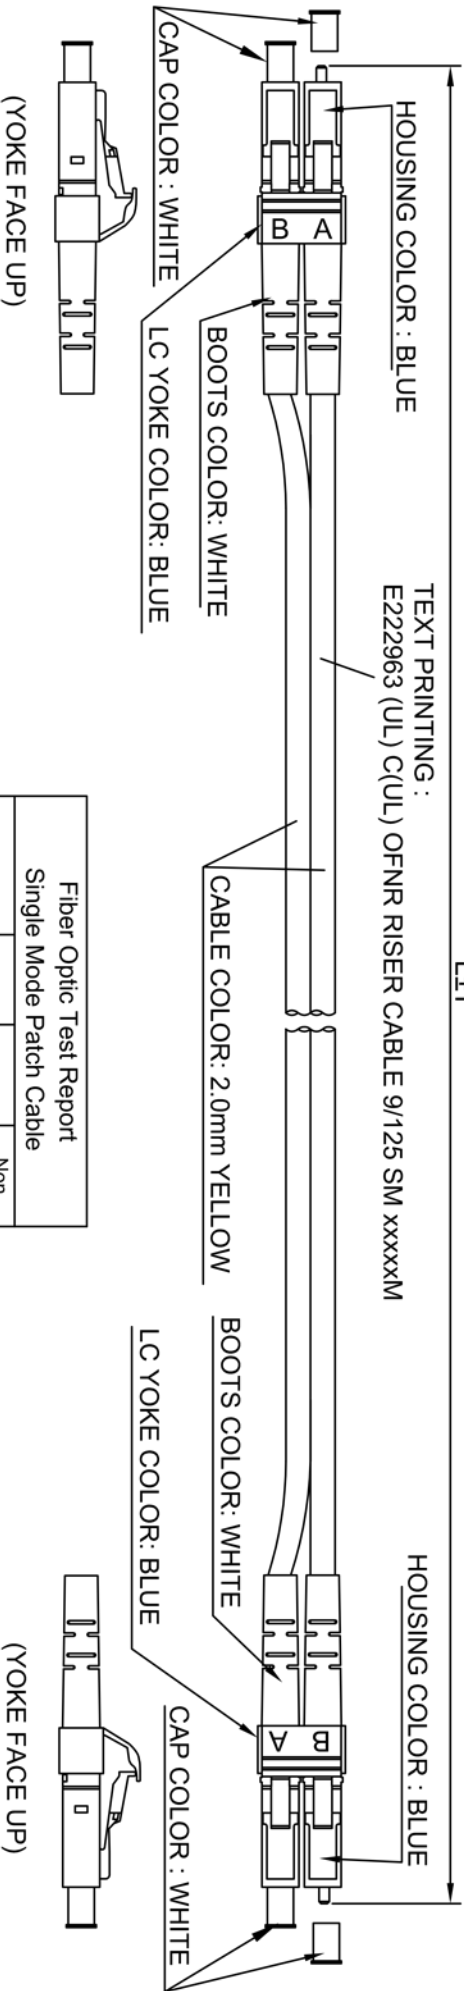 HOUSING COLOR : BLUE
CAP COLOR : WHITE
B A
BOOTS COLOR: WHITE
LC YOKE COLOR: BLUE
(YOKE FACE UP)
TEXT PRINTING :
E222963 (UL) C(UL) OFNR RISER CABLE 9/125 SM xxxxxM
CABLE COLOR: 2.0mm YELLOW
HOUSING COLOR : BLUE
BOOTS COLOR: WHITE
LC YOKE COLOR: BLUE
A B
CAP COLOR : WHITE
(YOKE FACE UP)
Fiber Optic Test Report
Single Mode Patch Cable